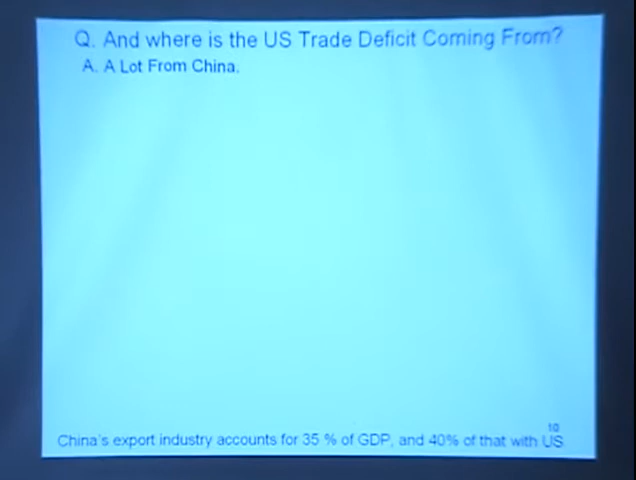 Q. And where is the US Trade Deficit Coming From?
A. A Lot From China.
10
China's export industry accounts for 35 % of GDP, and 40% of that with US